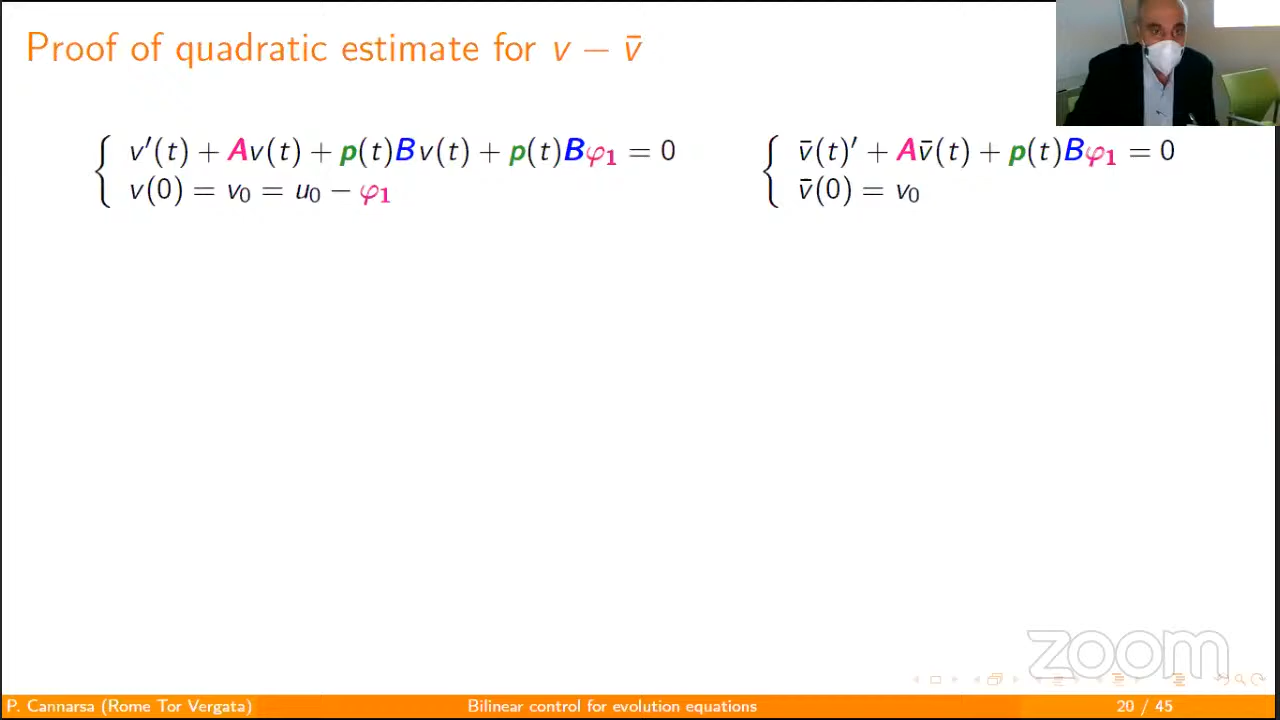 Proof of quadratic estimate for v − v̄
v′(t) + Av(t) + p(t)Bv(t) + p(t)Bφ₁ = 0
v(0) = v₀ = u₀ − φ₁
v̄(t)′ + Av̄(t) + p(t)Bφ₁ = 0
v̄(0) = v₀
zoom
P. Cannarsa (Rome Tor Vergata) Bilinear control for evolution equations 20 / 45